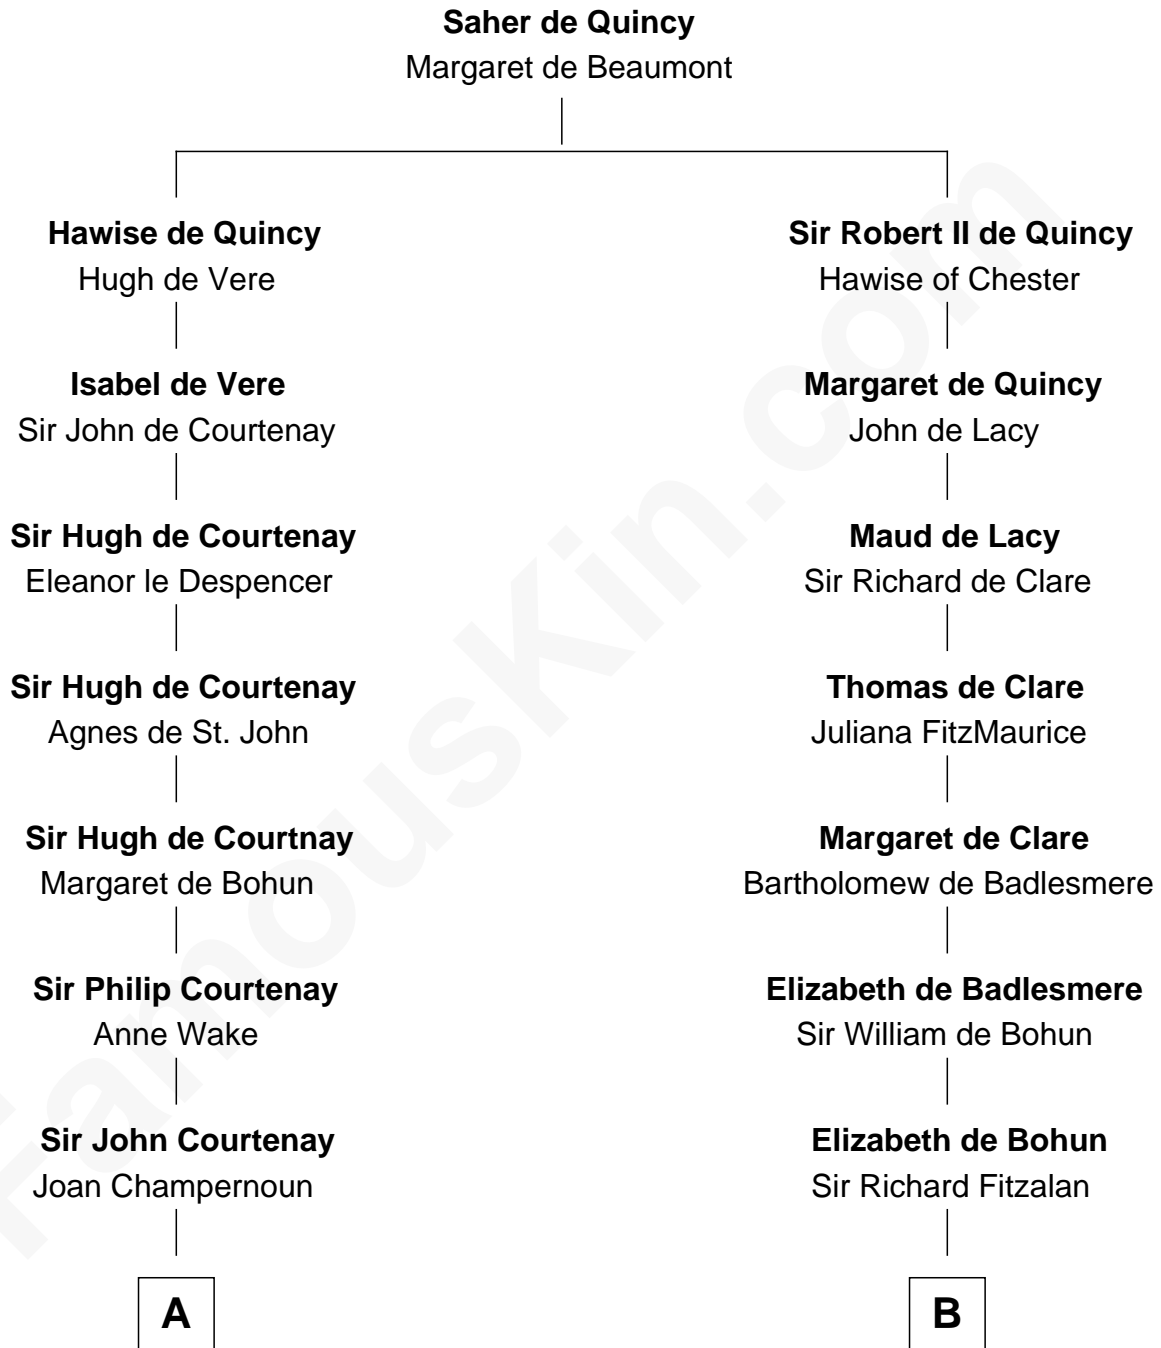 Saher de Quincy
Margaret de Beaumont
Hawise de Quincy
Hugh de Vere
Sir Robert II de Quincy
Hawise of Chester
Isabel de Vere
Sir John de Courtenay
Margaret de Quincy
John de Lacy
Sir Hugh de Courtenay
Eleanor le Despencer
Maud de Lacy
Sir Richard de Clare
Sir Hugh de Courtenay
Agnes de St. John
Thomas de Clare
Juliana FitzMaurice
Sir Hugh de Courtnay
Margaret de Bohun
Margaret de Clare
Bartholomew de Badlesmere
Sir Philip Courtenay
Anne Wake
Elizabeth de Badlesmere
Sir William de Bohun
Sir John Courtenay
Joan Champernoun
Elizabeth de Bohun
Sir Richard Fitzalan
A
B
FamousKin.com